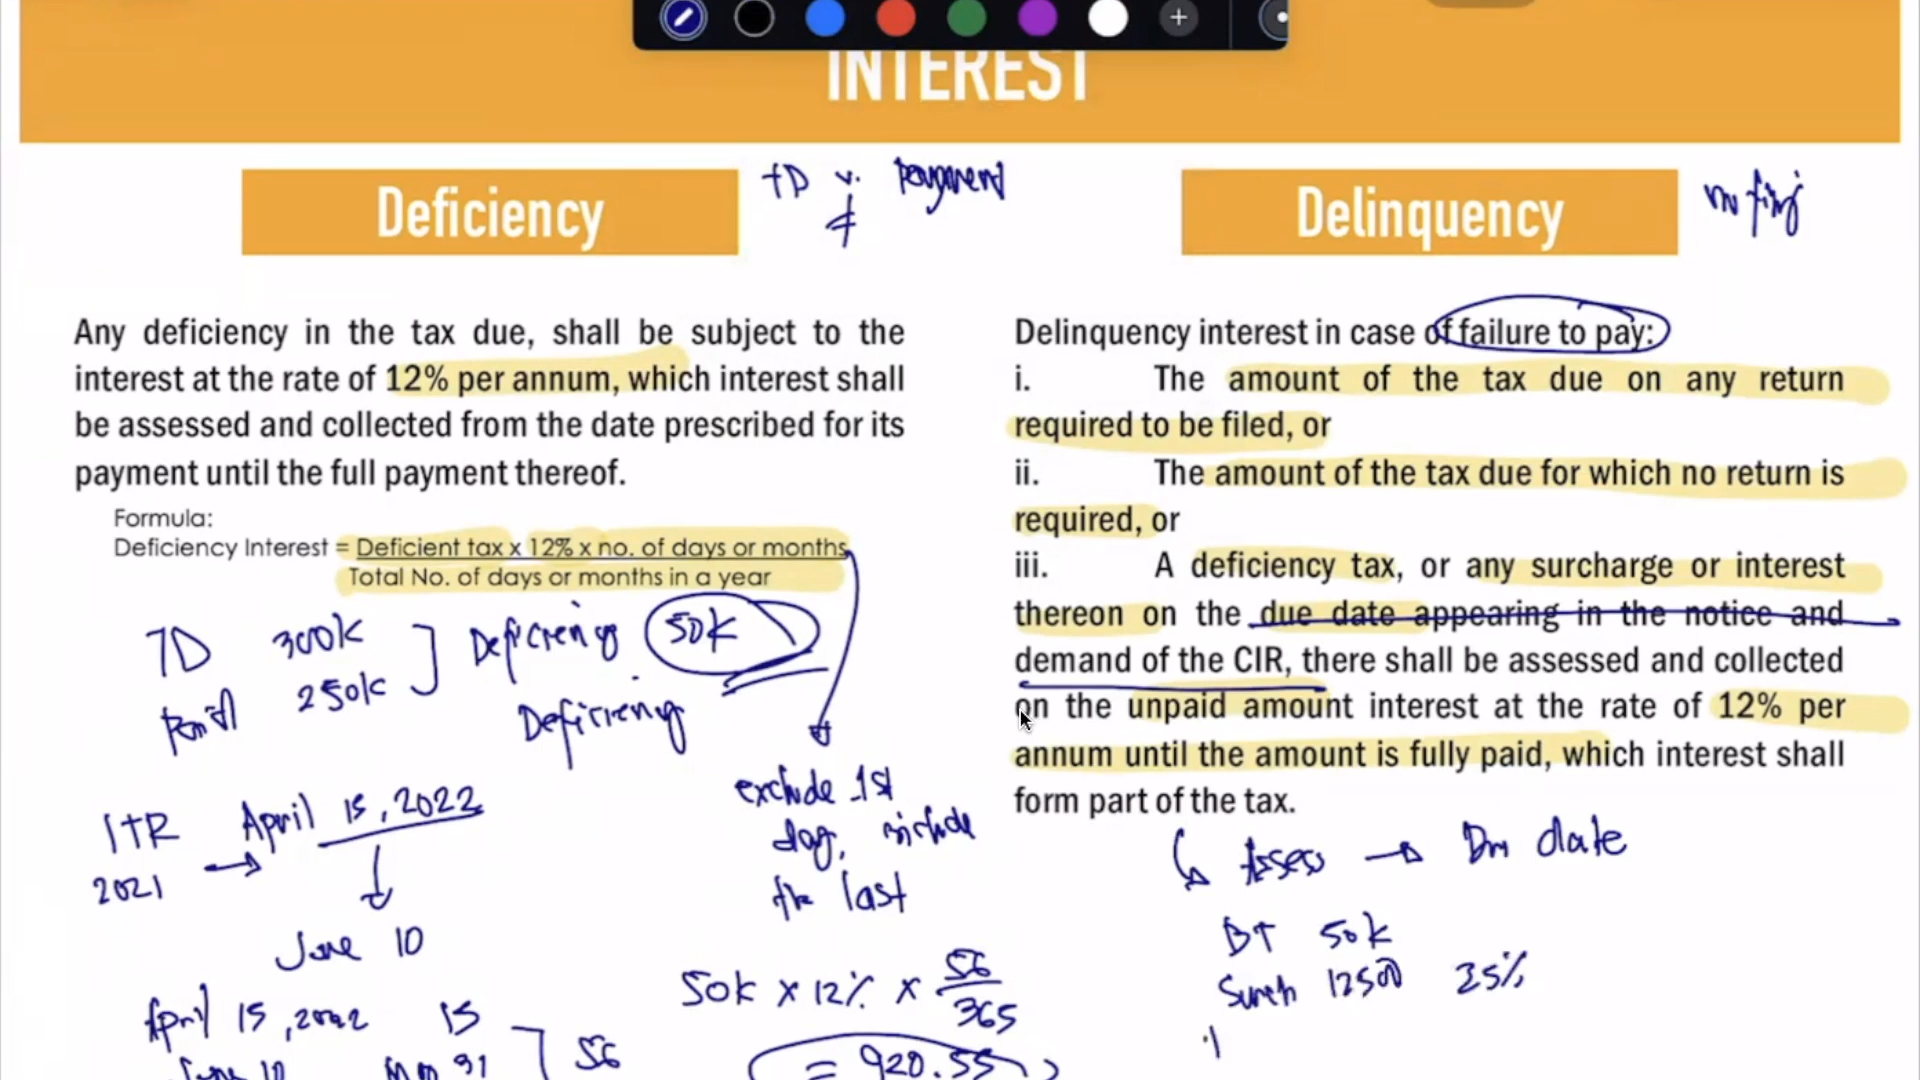 INTEREST
Deficiency
TD v. payment
≠
Delinquency
Any deficiency in the tax due, shall be subject to the
interest at the rate of 12% per annum, which interest shall
be assessed and collected from the date prescribed for its
payment until the full payment thereof.
Formula:
Deficiency Interest = Deficient tax x 12% x no. of days or months
Total No. of days or months in a year
TD 300k
250k
Deficiency 50k
Deficiency
ITR April 15, 2022
2021
June 10
April 15, 2022 15
June 10 31
56
exclude 1st
day, include
the last
50k x 12% x 56
365
= 920.55
Delinquency interest in case of failure to pay:
i. The amount of the tax due on any return
required to be filed, or
ii. The amount of the tax due for which no return is
required, or
iii. A deficiency tax, or any surcharge or interest
thereon on the due date appearing in the notice and
demand of the CIR, there shall be assessed and collected
on the unpaid amount interest at the rate of 12% per
annum until the amount is fully paid, which interest shall
form part of the tax.
Assess → Due date
BT 50k
Surch 12500 25%